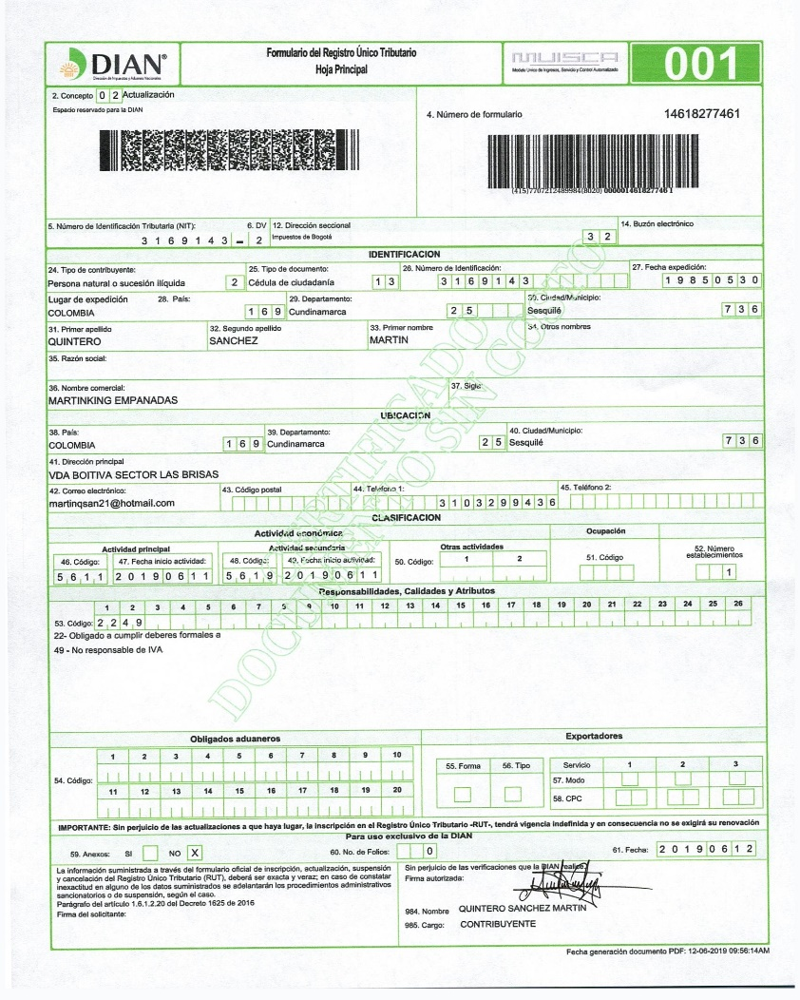 DIAN®
Dirección de Impuestos y Aduanas Nacionales
Formulario del Registro Único Tributario
Hoja Principal
MUISCA
Modelo Único de Ingresos, Servicio y Control Automatizado
001
2. Concepto 0 2 Actualización
Espacio reservado para la DIAN
4. Número de formulario 14618277461
(415)7707212489984(8020) 000001461827746 1
5. Número de Identificación Tributaria (NIT): 6. DV 12. Dirección seccional 14. Buzón electrónico
3 1 6 9 1 4 3 - 2 Impuestos de Bogotá 3 2
IDENTIFICACION
24. Tipo de contribuyente: 25. Tipo de documento: 26. Número de Identificación: 27. Fecha expedición:
Persona natural o sucesión ilíquida 2 Cédula de ciudadanía 1 3 3 1 6 9 1 4 3 1 9 8 5 0 5 3 0
Lugar de expedición 28. País: 29. Departamento: 30. Ciudad/Municipio:
COLOMBIA 1 6 9 Cundinamarca 2 5 Sesquilé 7 3 6
31. Primer apellido 32. Segundo apellido 33. Primer nombre 34. Otros nombres
QUINTERO SANCHEZ MARTIN
35. Razón social:
36. Nombre comercial: 37. Sigla:
MARTINKING EMPANADAS
UBICACION
38. País: 39. Departamento: 40. Ciudad/Municipio:
COLOMBIA 1 6 9 Cundinamarca 2 5 Sesquilé 7 3 6
41. Dirección principal
VDA BOITIVA SECTOR LAS BRISAS
42. Correo electrónico: 43. Código postal 44. Teléfono 1: 45. Teléfono 2:
martinqsan21@hotmail.com 3 1 0 3 2 9 9 4 3 6
CLASIFICACION
Actividad económica Ocupación
Actividad principal Actividad secundaria Otras actividades 52. Número establecimientos
46. Código: 47. Fecha inicio actividad: 48. Código: 49. Fecha inicio actividad: 50. Código: 1 2 51. Código
5 6 1 1 2 0 1 9 0 6 1 1 5 6 1 9 2 0 1 9 0 6 1 1 1
Responsabilidades, Calidades y Atributos
1 2 3 4 5 6 7 8 9 10 11 12 13 14 15 16 17 18 19 20 21 22 23 24 25 26
53. Código: 2 2 4 9
22- Obligado a cumplir deberes formales a
49 - No responsable de IVA
CERTIFICADO
DOCUMENTO SIN COSTO
Obligados aduaneros Exportadores
1 2 3 4 5 6 7 8 9 10
55. Forma 56. Tipo Servicio 1 2 3
54. Código: 57. Modo
11 12 13 14 15 16 17 18 19 20
58. CPC
IMPORTANTE: Sin perjuicio de las actualizaciones a que haya lugar, la inscripción en el Registro Único Tributario -RUT-, tendrá vigencia indefinida y en consecuencia no se exigirá su renovación
Para uso exclusivo de la DIAN
59. Anexos: SI NO X 60. No. de Folios: 0 61. Fecha: 2 0 1 9 0 6 1 2
La información suministrada a través del formulario oficial de inscripción, actualización, suspensión
y cancelación del Registro Único Tributario (RUT), deberá ser exacta y veraz; en caso de constatar
inexactitud en alguno de los datos suministrados se adelantarán los procedimientos administrativos
sancionatorios o de suspensión, según el caso.
Parágrafo del artículo 1.6.1.2.20 del Decreto 1625 de 2016
Firma del solicitante:
Sin perjuicio de las verificaciones que la DIAN realice.
Firma autorizada:
984. Nombre QUINTERO SANCHEZ MARTIN
985. Cargo: CONTRIBUYENTE
Fecha generación documento PDF: 12-06-2019 09:56:14AM